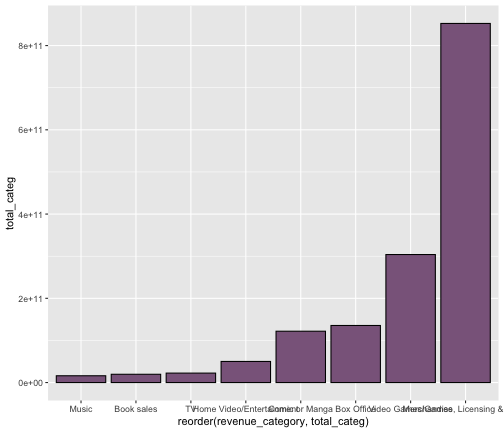 total_categ
8e+11
6e+11
4e+11
2e+11
0e+00
Music
Book sales
TV
Home Video/Entertainment
Comic or Manga
Box Office
Video Games/Games
Merchandise, Licensing &
reorder(revenue_category, total_categ)